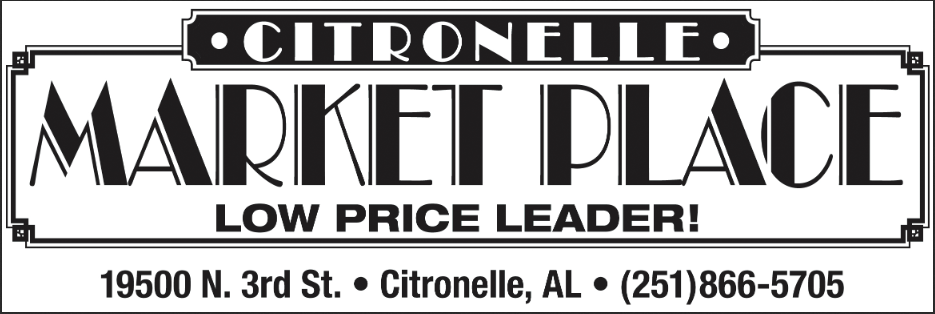 • CITRONELLE •
MARKET PLACE
LOW PRICE LEADER!
19500 N. 3rd St. • Citronelle, AL • (251)866-5705